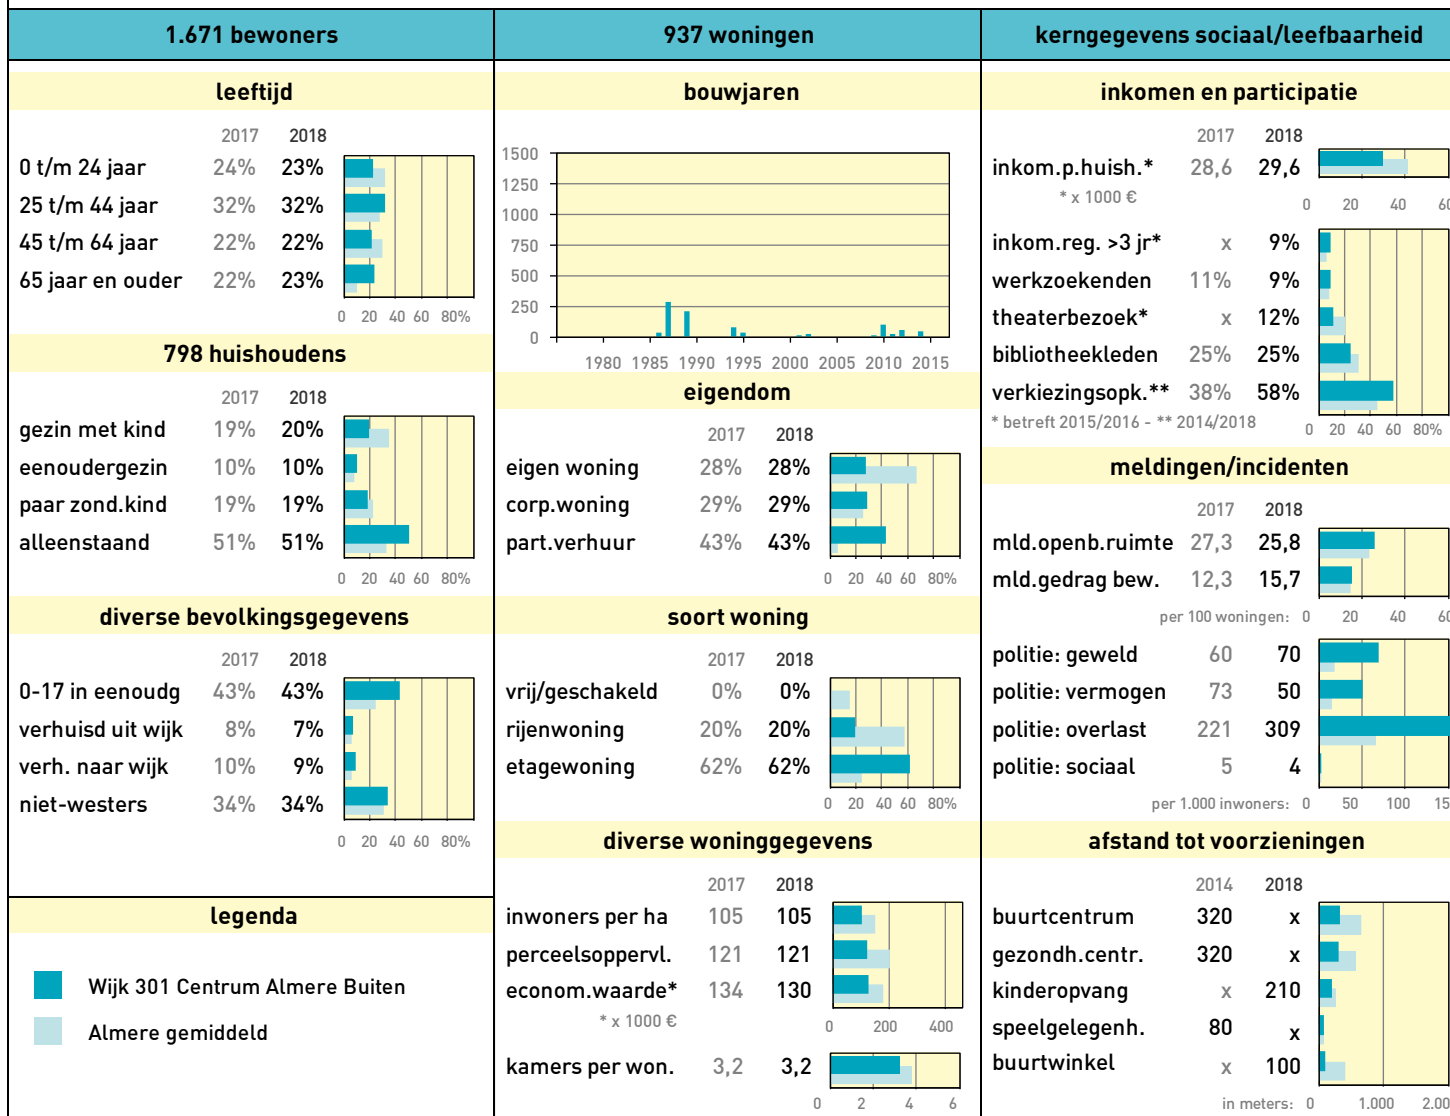 1.671 bewoners
leeftijd
2017 2018
0 t/m 24 jaar 24% 23%
25 t/m 44 jaar 32% 32%
45 t/m 64 jaar 22% 22%
65 jaar en ouder 22% 23%
0 20 40 60 80%
798 huishoudens
2017 2018
gezin met kind 19% 20%
eenoudergezin 10% 10%
paar zond.kind 19% 19%
alleenstaand 51% 51%
0 20 40 60 80%
diverse bevolkingsgegevens
2017 2018
0-17 in eenoudg 43% 43%
verhuisd uit wijk 8% 7%
verh. naar wijk 10% 9%
niet-westers 34% 34%
0 20 40 60 80%
legenda
Wijk 301 Centrum Almere Buiten
Almere gemiddeld
937 woningen
bouwjaren
1500
1250
1000
750
500
250
0
1980 1985 1990 1995 2000 2005 2010 2015
eigendom
2017 2018
eigen woning 28% 28%
corp.woning 29% 29%
part.verhuur 43% 43%
0 20 40 60 80%
soort woning
2017 2018
vrij/geschakeld 0% 0%
rijenwoning 20% 20%
etagewoning 62% 62%
0 20 40 60 80%
diverse woninggegevens
2017 2018
inwoners per ha 105 105
perceelsoppervl. 121 121
econom.waarde* 134 130
* x 1000 €
0 200 400
kamers per won. 3,2 3,2
0 2 4 6
kerngegevens sociaal/leefbaarheid
inkomen en participatie
2017 2018
inkom.p.huish.* 28,6 29,6
* x 1000 €
0 20 40 60
inkom.reg. >3 jr* x 9%
werkzoekenden 11% 9%
theaterbezoek* x 12%
bibliotheekleden 25% 25%
verkiezingsopk.** 38% 58%
* betreft 2015/2016 - ** 2014/2018
0 20 40 60 80%
meldingen/incidenten
2017 2018
mld.openb.ruimte 27,3 25,8
mld.gedrag bew. 12,3 15,7
per 100 woningen: 0 20 40 60
politie: geweld 60 70
politie: vermogen 73 50
politie: overlast 221 309
politie: sociaal 5 4
per 1.000 inwoners: 0 50 100 15
afstand tot voorzieningen
2014 2018
buurtcentrum 320 x
gezondh.centr. 320 x
kinderopvang x 210
speelgelegenh. 80 x
buurtwinkel x 100
in meters: 0 1.000 2.00